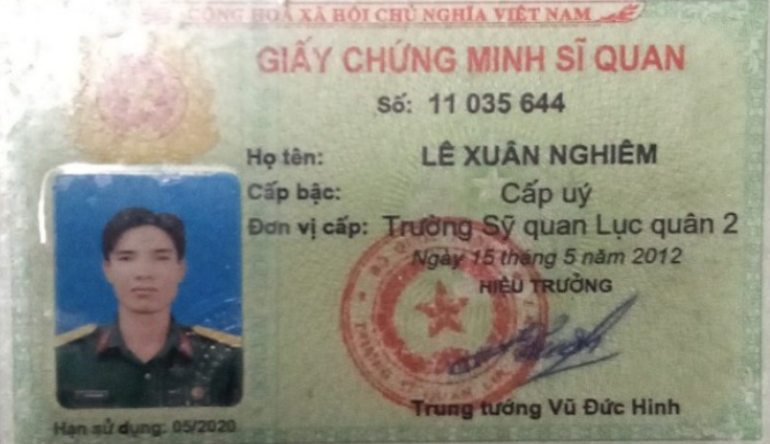 CỘNG HOÀ XÃ HỘI CHỦ NGHĨA VIỆT NAM
GIẤY CHỨNG MINH SĨ QUAN
Số: 11 035 644
Họ tên: LÊ XUÂN NGHIÊM
Cấp bậc: Cấp uý
Đơn vị cấp: Trường Sỹ quan Lục quân 2
Ngày 15 tháng 5 năm 2012
HIỆU TRƯỞNG
Trung tướng Vũ Đức Hinh
Hạn sử dụng: 05/2020